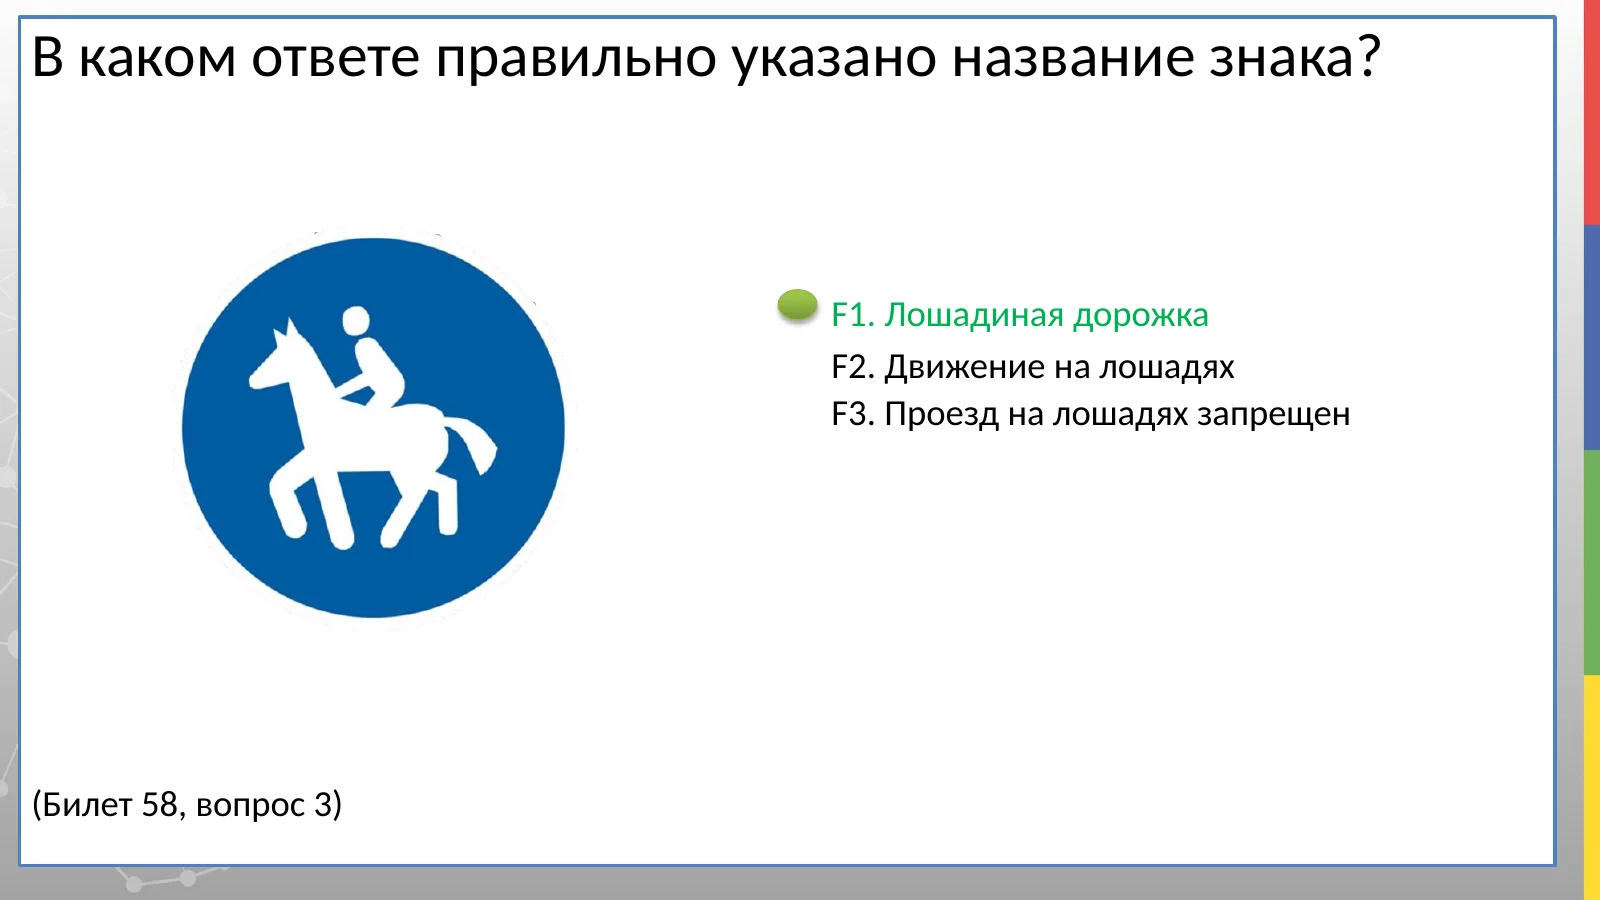 В каком ответе правильно указано название знака?
F1. Лошадиная дорожка
F2. Движение на лошадях
F3. Проезд на лошадях запрещен
(Билет 58, вопрос 3)